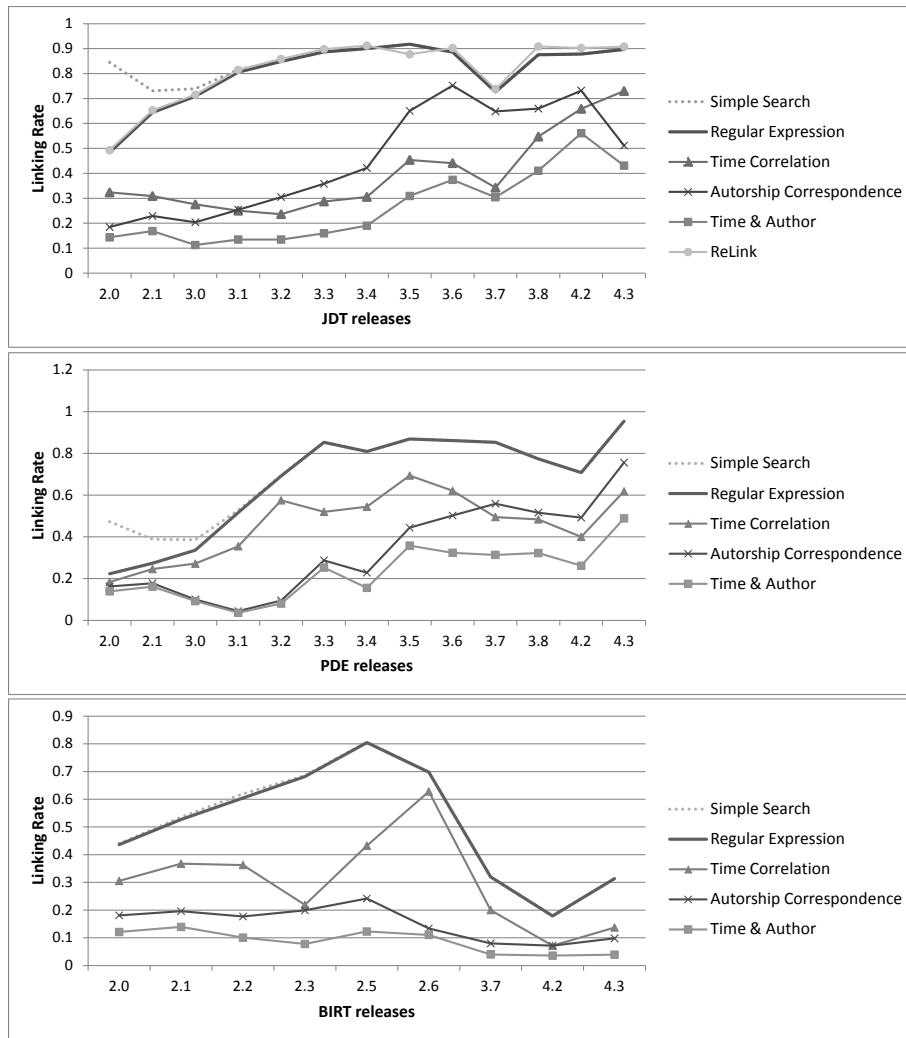 1
0.9
0.8
0.7
0.6
0.5
0.4
0.3
0.2
0.1
0
Linking Rate
2.0 2.1 3.0 3.1 3.2 3.3 3.4 3.5 3.6 3.7 3.8 4.2 4.3
JDT releases
Simple Search
Regular Expression
Time Correlation
Autorship Correspondence
Time & Author
ReLink
1.2
1
0.8
0.6
0.4
0.2
0
Linking Rate
2.0 2.1 3.0 3.1 3.2 3.3 3.4 3.5 3.6 3.7 3.8 4.2 4.3
PDE releases
Simple Search
Regular Expression
Time Correlation
Autorship Correspondence
Time & Author
0.9
0.8
0.7
0.6
0.5
0.4
0.3
0.2
0.1
0
Linking Rate
2.0 2.1 2.2 2.3 2.5 2.6 3.7 4.2 4.3
BIRT releases
Simple Search
Regular Expression
Time Correlation
Autorship Correspondence
Time & Author